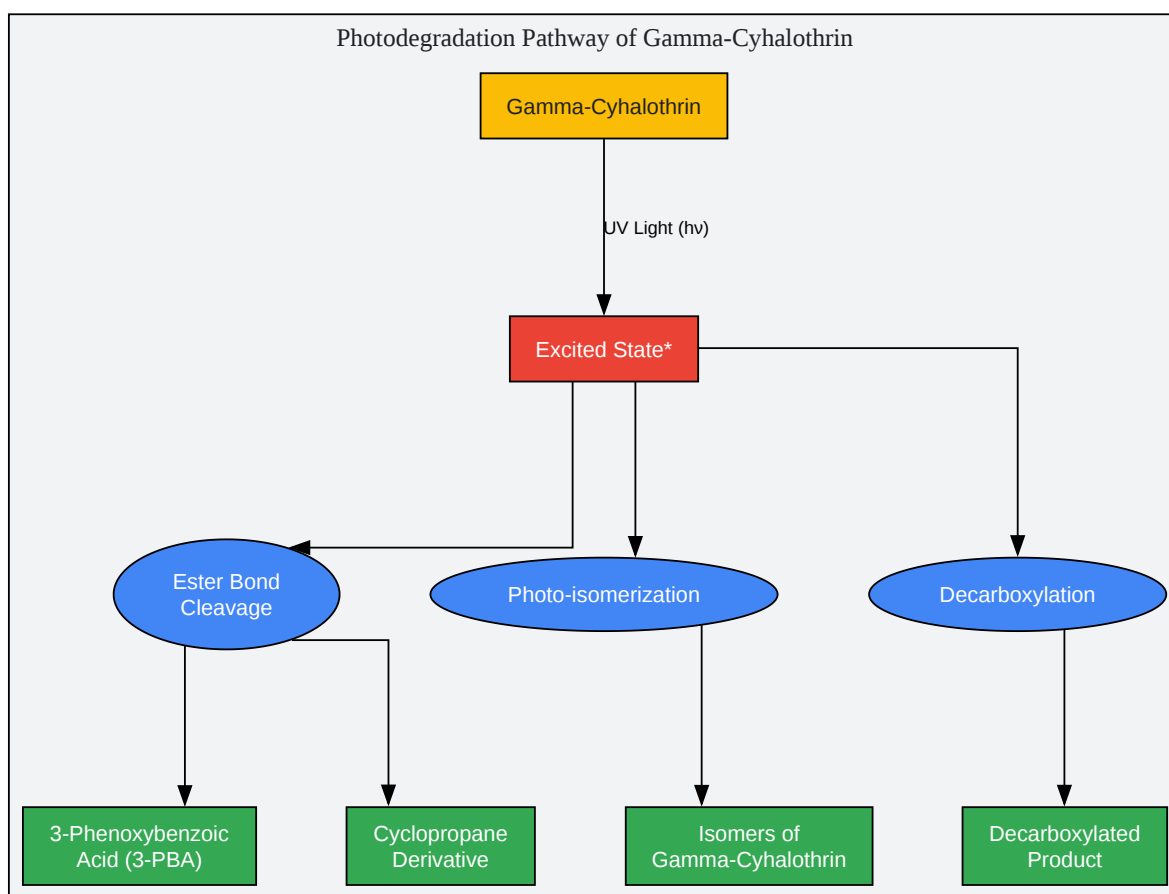 Photodegradation Pathway of Gamma-Cyhalothrin
Gamma-Cyhalothrin
UV Light (hν)
Excited State*
Ester Bond
Cleavage
Photo-isomerization
Decarboxylation
3-Phenoxybenzoic
Acid (3-PBA)
Cyclopropane
Derivative
Isomers of
Gamma-Cyhalothrin
Decarboxylated
Product